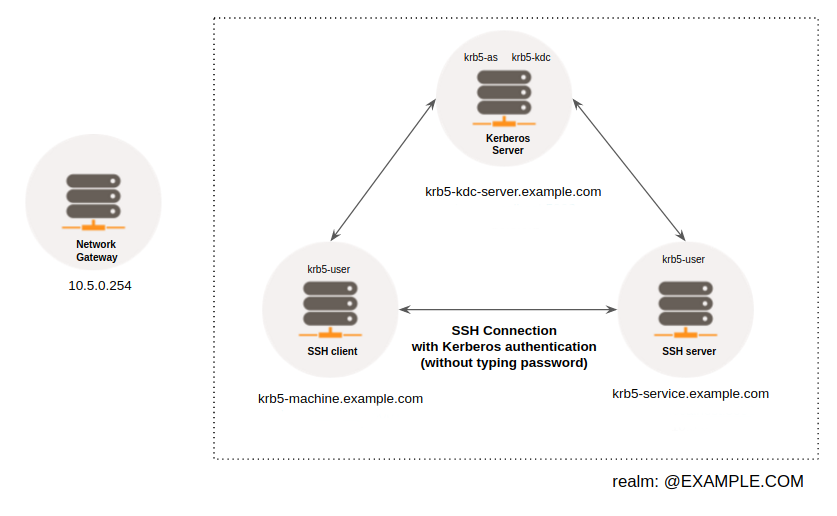 krb5-as krb5-kdc
Kerberos
Server
krb5-kdc-server.example.com
Network
Gateway
10.5.0.254
krb5-user
SSH client
krb5-machine.example.com
SSH Connection
with Kerberos authentication
(without typing password)
krb5-user
SSH server
krb5-service.example.com
realm: @EXAMPLE.COM